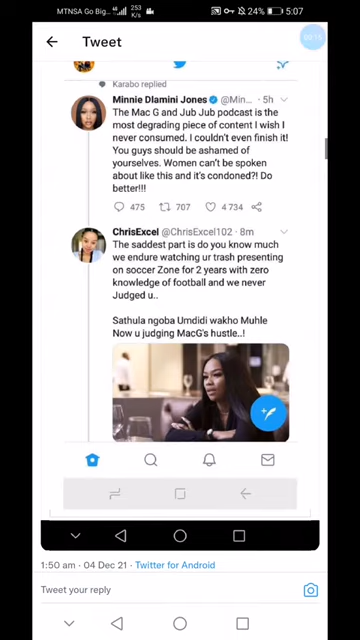 MTNSA Go Big... 253 K/s 24% 5:07
Tweet
00:15
Karabo replied
Minnie Dlamini Jones @Min... · 5h
The Mac G and Jub Jub podcast is the
most degrading piece of content I wish I
never consumed. I couldn't even finish it!
You guys should be ashamed of
yourselves. Women can't be spoken
about like this and it's condoned?! Do
better!!!
475 707 4 734
ChrisExcel @ChrisExcel102 · 8m
The saddest part is do you know much
we endure watching ur trash presenting
on soccer Zone for 2 years with zero
knowledge of football and we never
Judged u..
Sathula ngoba Umdidi wakho Muhle
Now u judging MacG's hustle..!
1:50 am · 04 Dec 21 · Twitter for Android
Tweet your reply